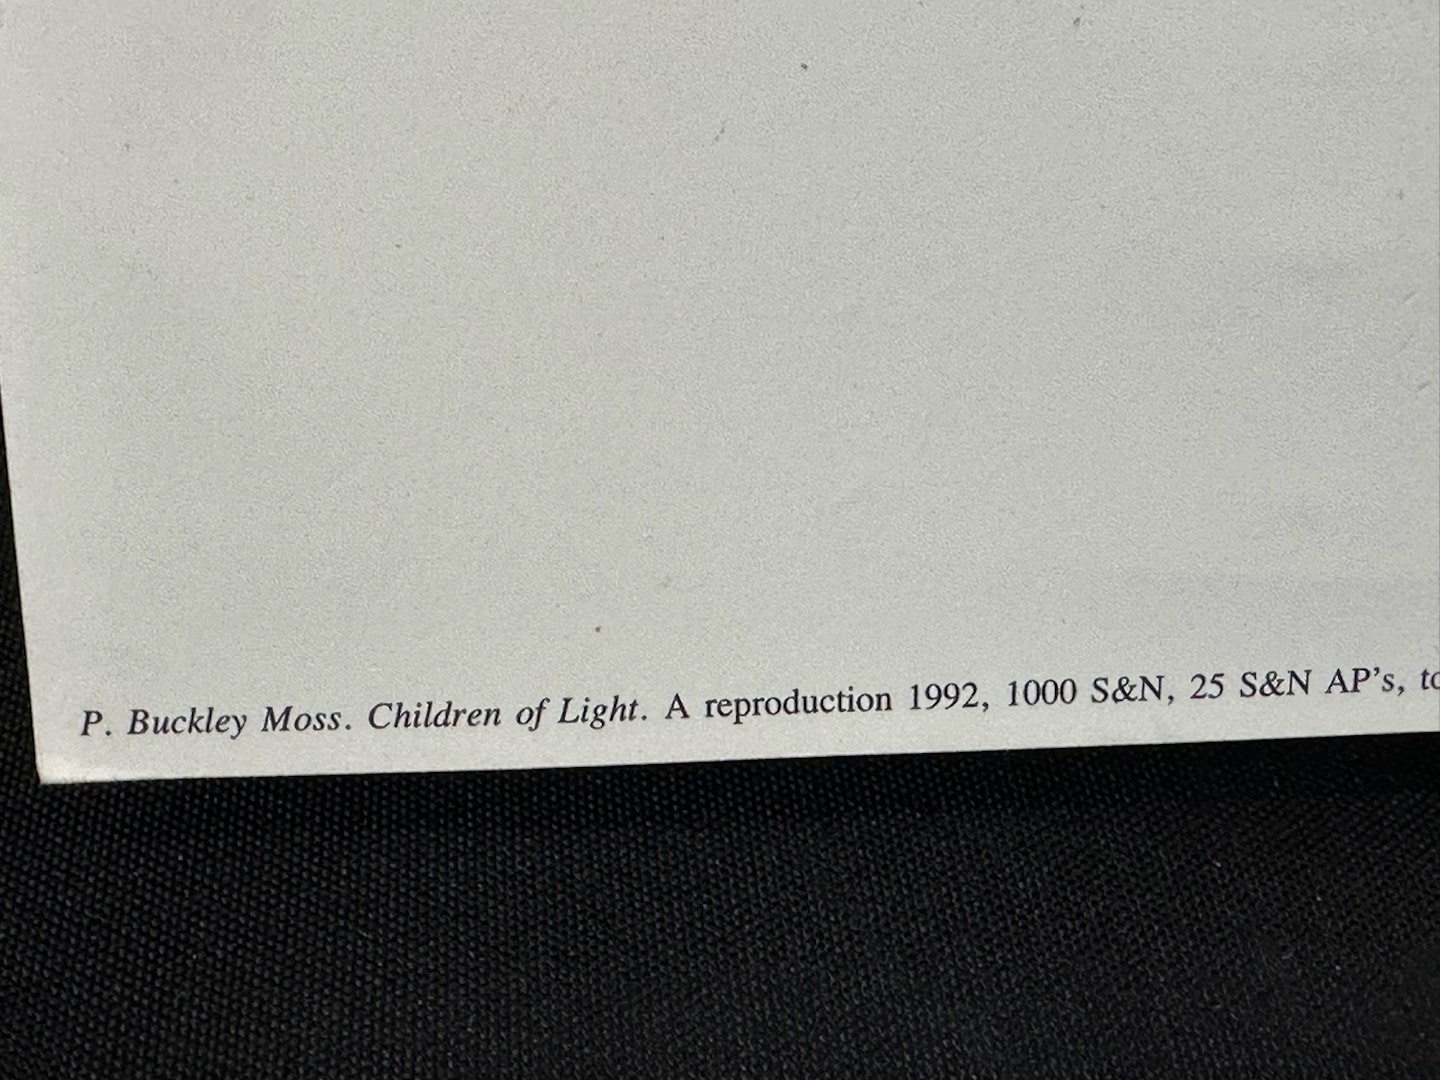 P. Buckley Moss. Children of Light. A reproduction 1992, 1000 S&N, 25 S&N AP's,